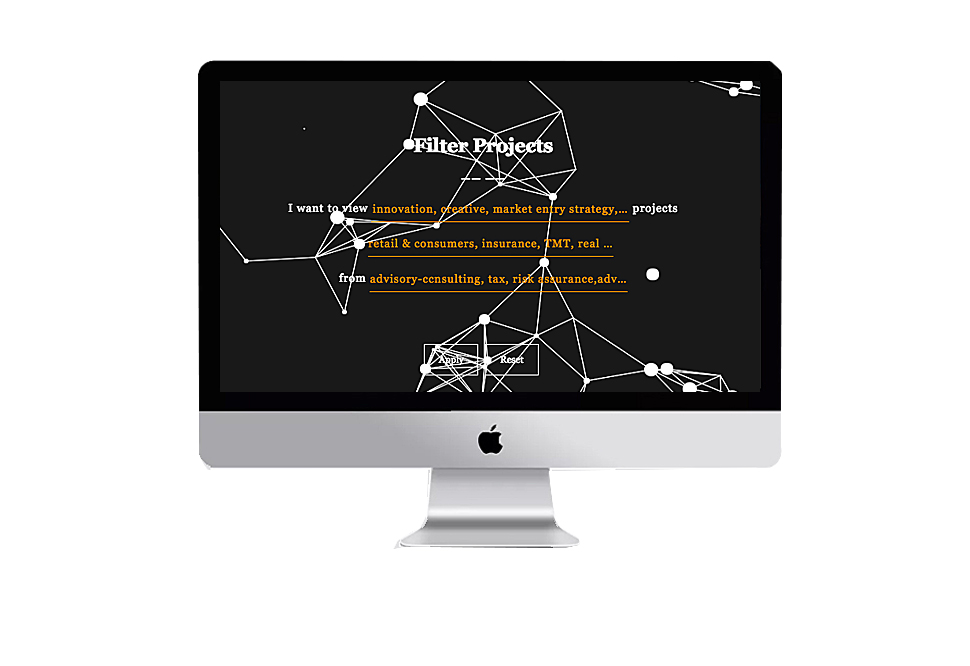 Filter Projects
I want to view innovation, creative, market entry strategy,... projects
retail & consumers, insurance, TMT, real ...
from advisory-ccnsulting, tax, risk assurance,adv...
Apply Reset